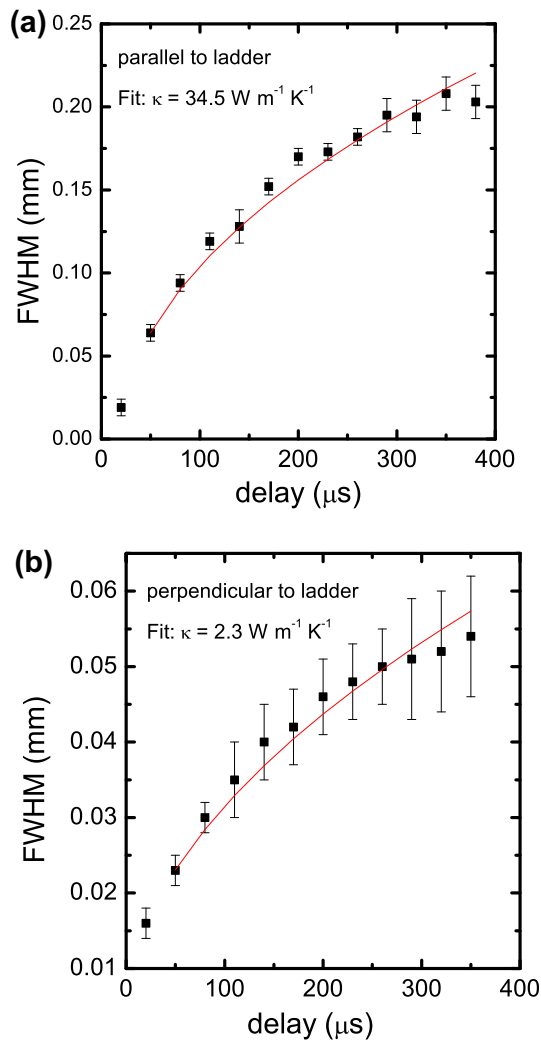 (a)
0.25
parallel to ladder
Fit: κ = 34.5 W m⁻¹ K⁻¹
0.20
0.15
0.10
0.05
0.00
FWHM (mm)
0 100 200 300 400
delay (μs)
(b)
0.06
perpendicular to ladder
Fit: κ = 2.3 W m⁻¹ K⁻¹
0.05
0.04
0.03
0.02
0.01
FWHM (mm)
0 100 200 300 400
delay (μs)